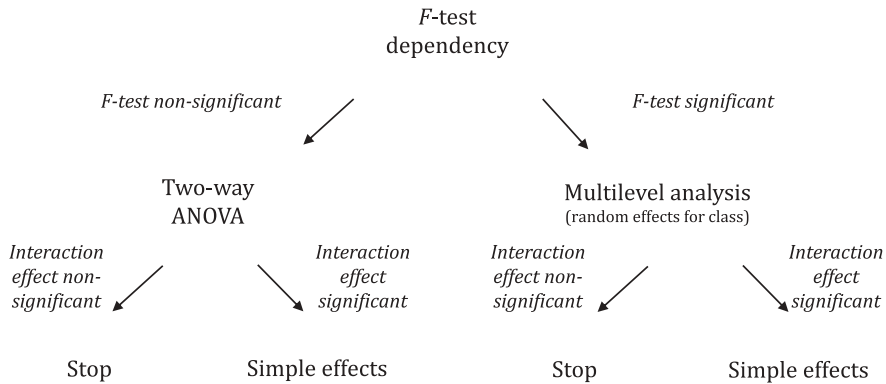 F-test
dependency
F-test non-significant
F-test significant
Two-way
ANOVA
Multilevel analysis
(random effects for class)
Interaction
effect non-
significant
Interaction
effect
significant
Interaction
effect non-
significant
Interaction
effect
significant
Stop
Simple effects
Stop
Simple effects